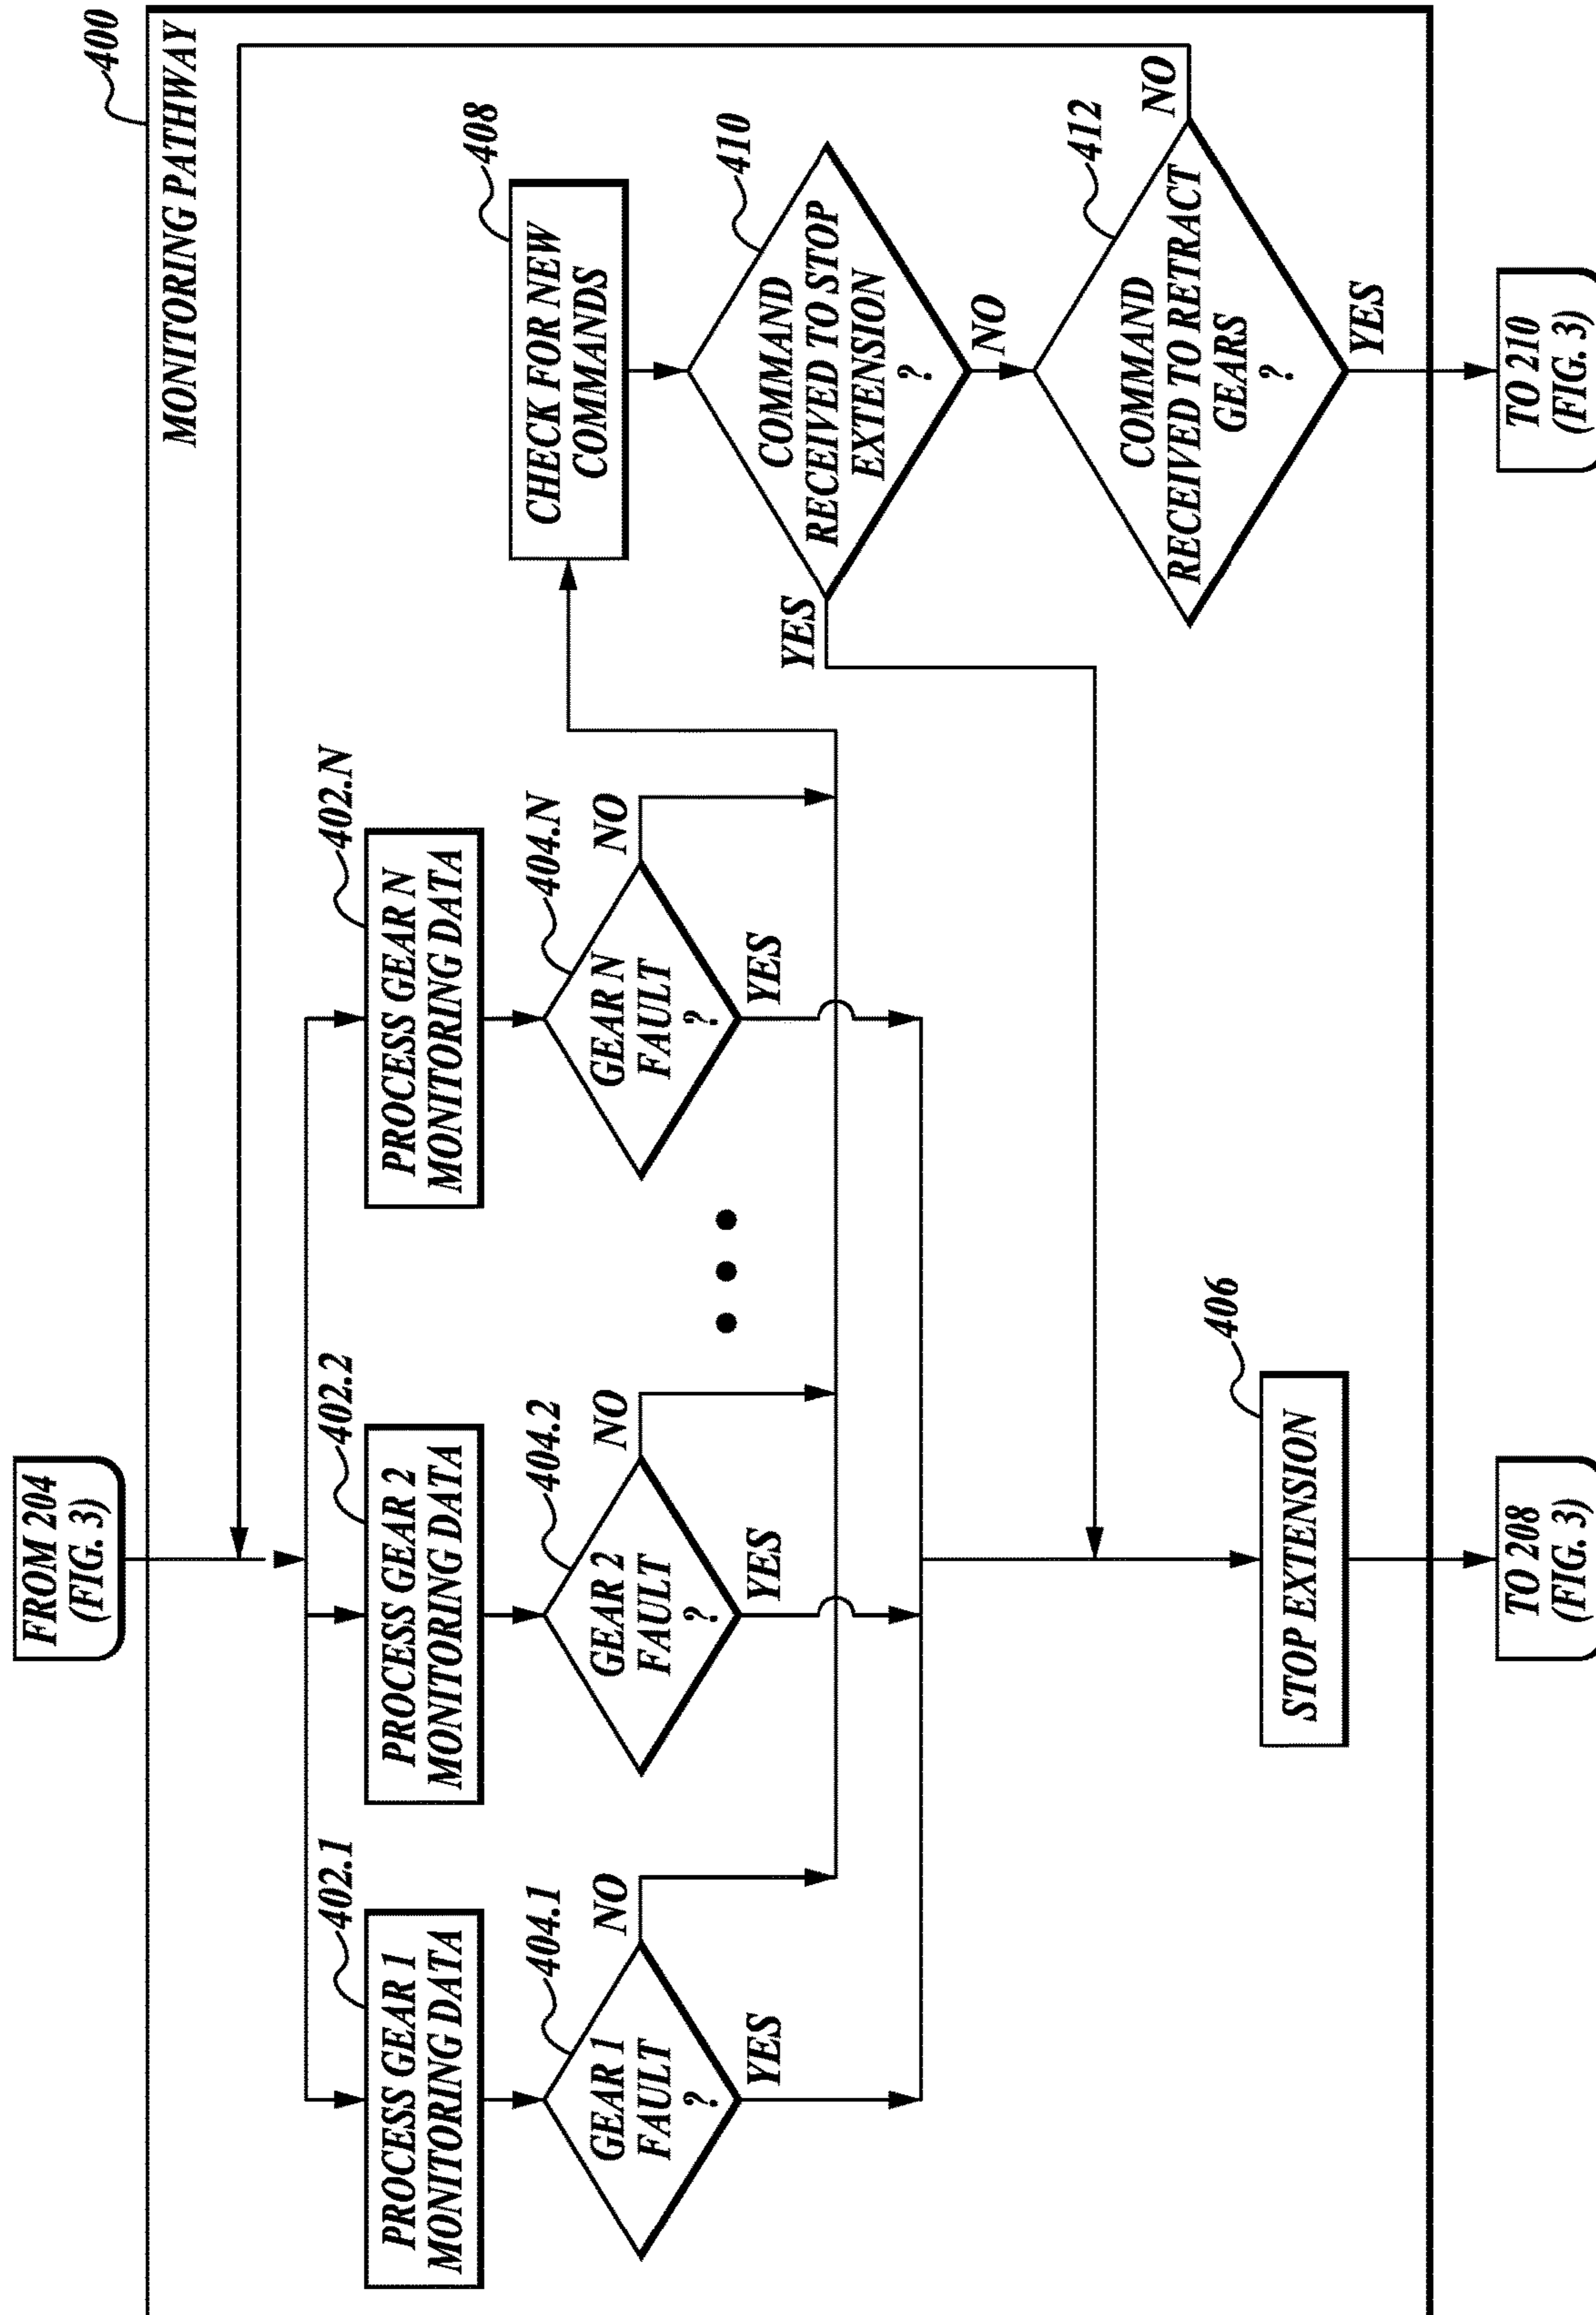 FROM 204
(FIG. 3)
400
MONITORING PATHWAY
402.1
PROCESS GEAR 1
MONITORING DATA
402.2
PROCESS GEAR 2
MONITORING DATA
402.N
PROCESS GEAR N
MONITORING DATA
404.1
GEAR 1
FAULT
?
NO
YES
404.2
GEAR 2
FAULT
?
NO
YES
404.N
GEAR N
FAULT
?
NO
YES
408
CHECK FOR NEW
COMMANDS
410
COMMAND
RECEIVED TO STOP
EXTENSION
?
YES
NO
412
COMMAND
RECEIVED TO RETRACT
GEARS
?
NO
YES
406
STOP EXTENSION
TO 208
(FIG. 3)
TO 210
(FIG. 3)